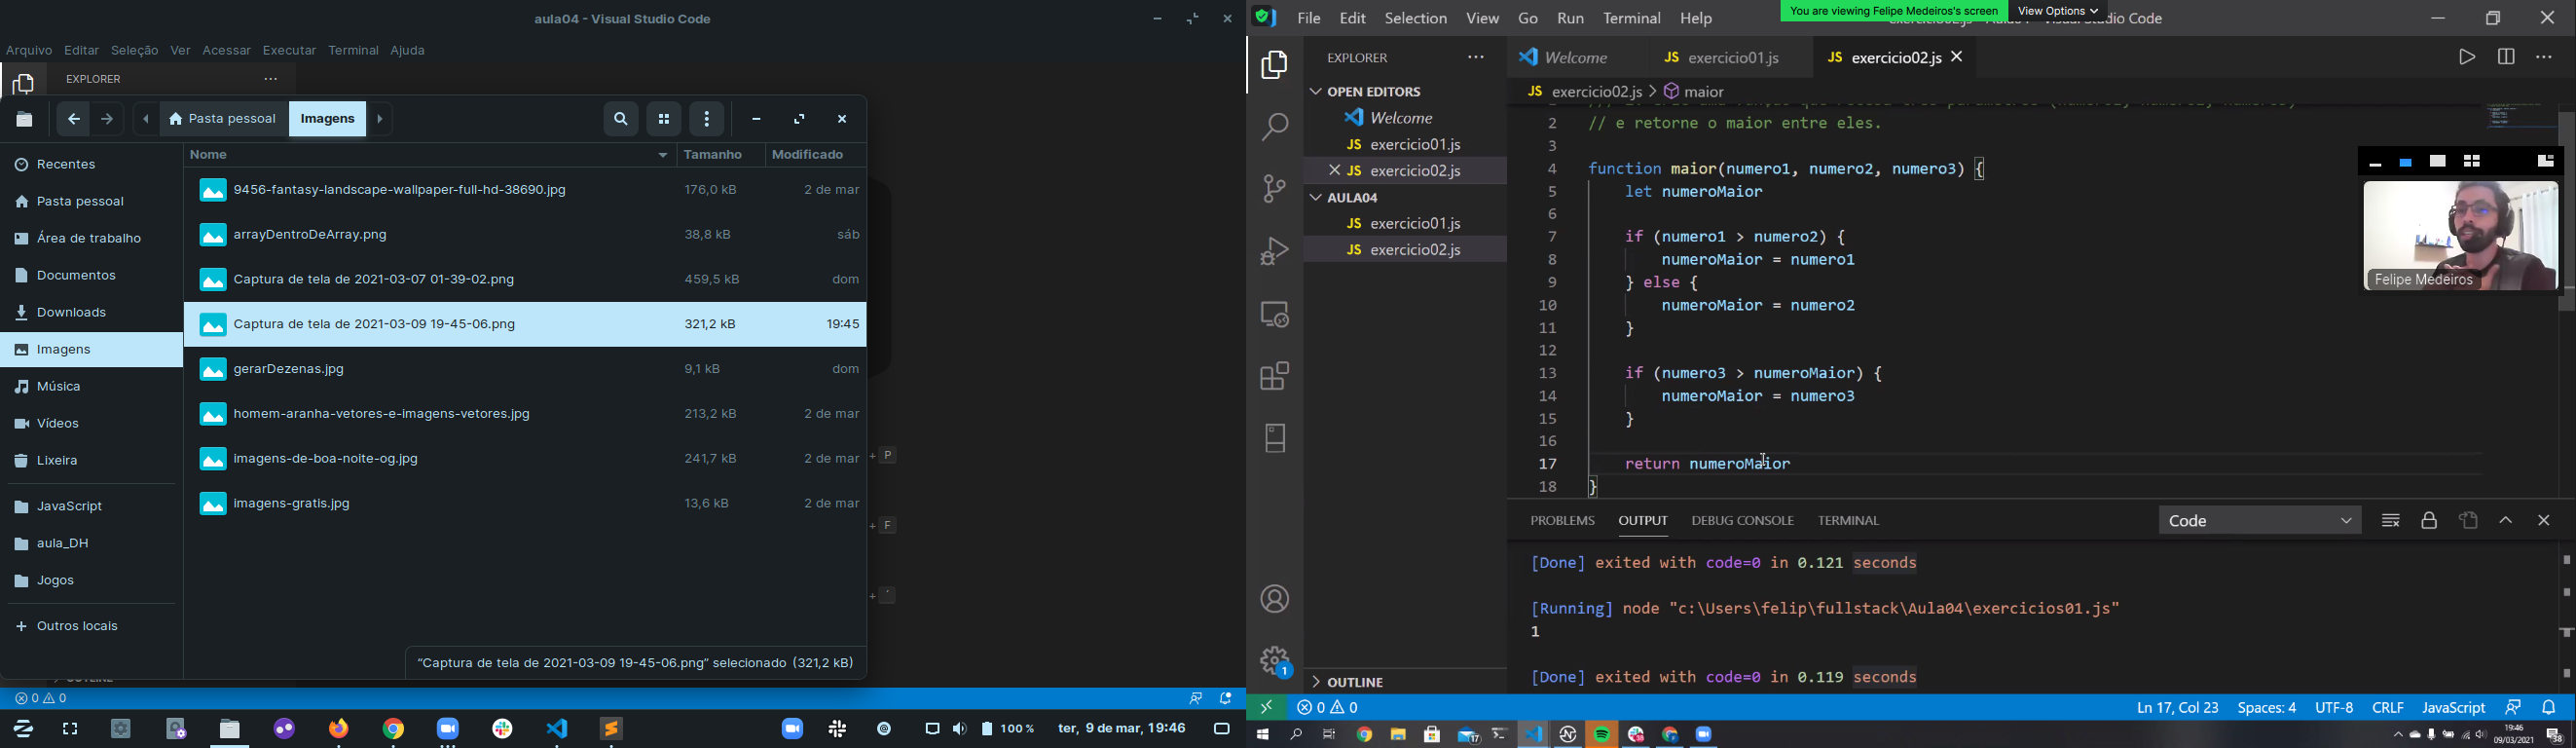 aula04 - Visual Studio Code
Arquivo Editar Seleção Ver Acessar Executar Terminal Ajuda
EXPLORER
Pasta pessoal Imagens
Recentes
Pasta pessoal
Área de trabalho
Documentos
Downloads
Imagens
Música
Vídeos
Lixeira
JavaScript
aula_DH
Jogos
+ Outros locais
Nome Tamanho Modificado
9456-fantasy-landscape-wallpaper-full-hd-38690.jpg 176,0 kB 2 de mar
arrayDentroDeArray.png 38,8 kB sáb
Captura de tela de 2021-03-07 01-39-02.png 459,5 kB dom
Captura de tela de 2021-03-09 19-45-06.png 321,2 kB 19:45
gerarDezenas.jpg 9,1 kB dom
homem-aranha-vetores-e-imagens-vetores.jpg 213,2 kB 2 de mar
imagens-de-boa-noite-og.jpg 241,7 kB 2 de mar
imagens-gratis.jpg 13,6 kB 2 de mar
"Captura de tela de 2021-03-09 19-45-06.png" selecionado (321,2 kB)
+ P
+ F
+ ´
0 0
100 % ter, 9 de mar, 19:46
File Edit Selection View Go Run Terminal Help
You are viewing Felipe Medeiros's screen View Options
Studio Code
EXPLORER
OPEN EDITORS
Welcome
JS exercicio01.js
JS exercicio02.js
AULA04
JS exercicio01.js
JS exercicio02.js
OUTLINE
Welcome JS exercicio01.js JS exercicio02.js
JS exercicio02.js > maior
2 // e retorne o maior entre eles.
3
4 function maior(numero1, numero2, numero3) {
5 let numeroMaior
6
7 if (numero1 > numero2) {
8 numeroMaior = numero1
9 } else {
10 numeroMaior = numero2
11 }
12
13 if (numero3 > numeroMaior) {
14 numeroMaior = numero3
15 }
16
17 return numeroMaior
18 }
Felipe Medeiros
PROBLEMS OUTPUT DEBUG CONSOLE TERMINAL Code
[Done] exited with code=0 in 0.121 seconds
[Running] node "c:\Users\felip\fullstack\Aula04\exercicios01.js"
1
[Done] exited with code=0 in 0.119 seconds
1
0 0 Ln 17, Col 23 Spaces: 4 UTF-8 CRLF JavaScript
17
19:46
09/03/2021
38